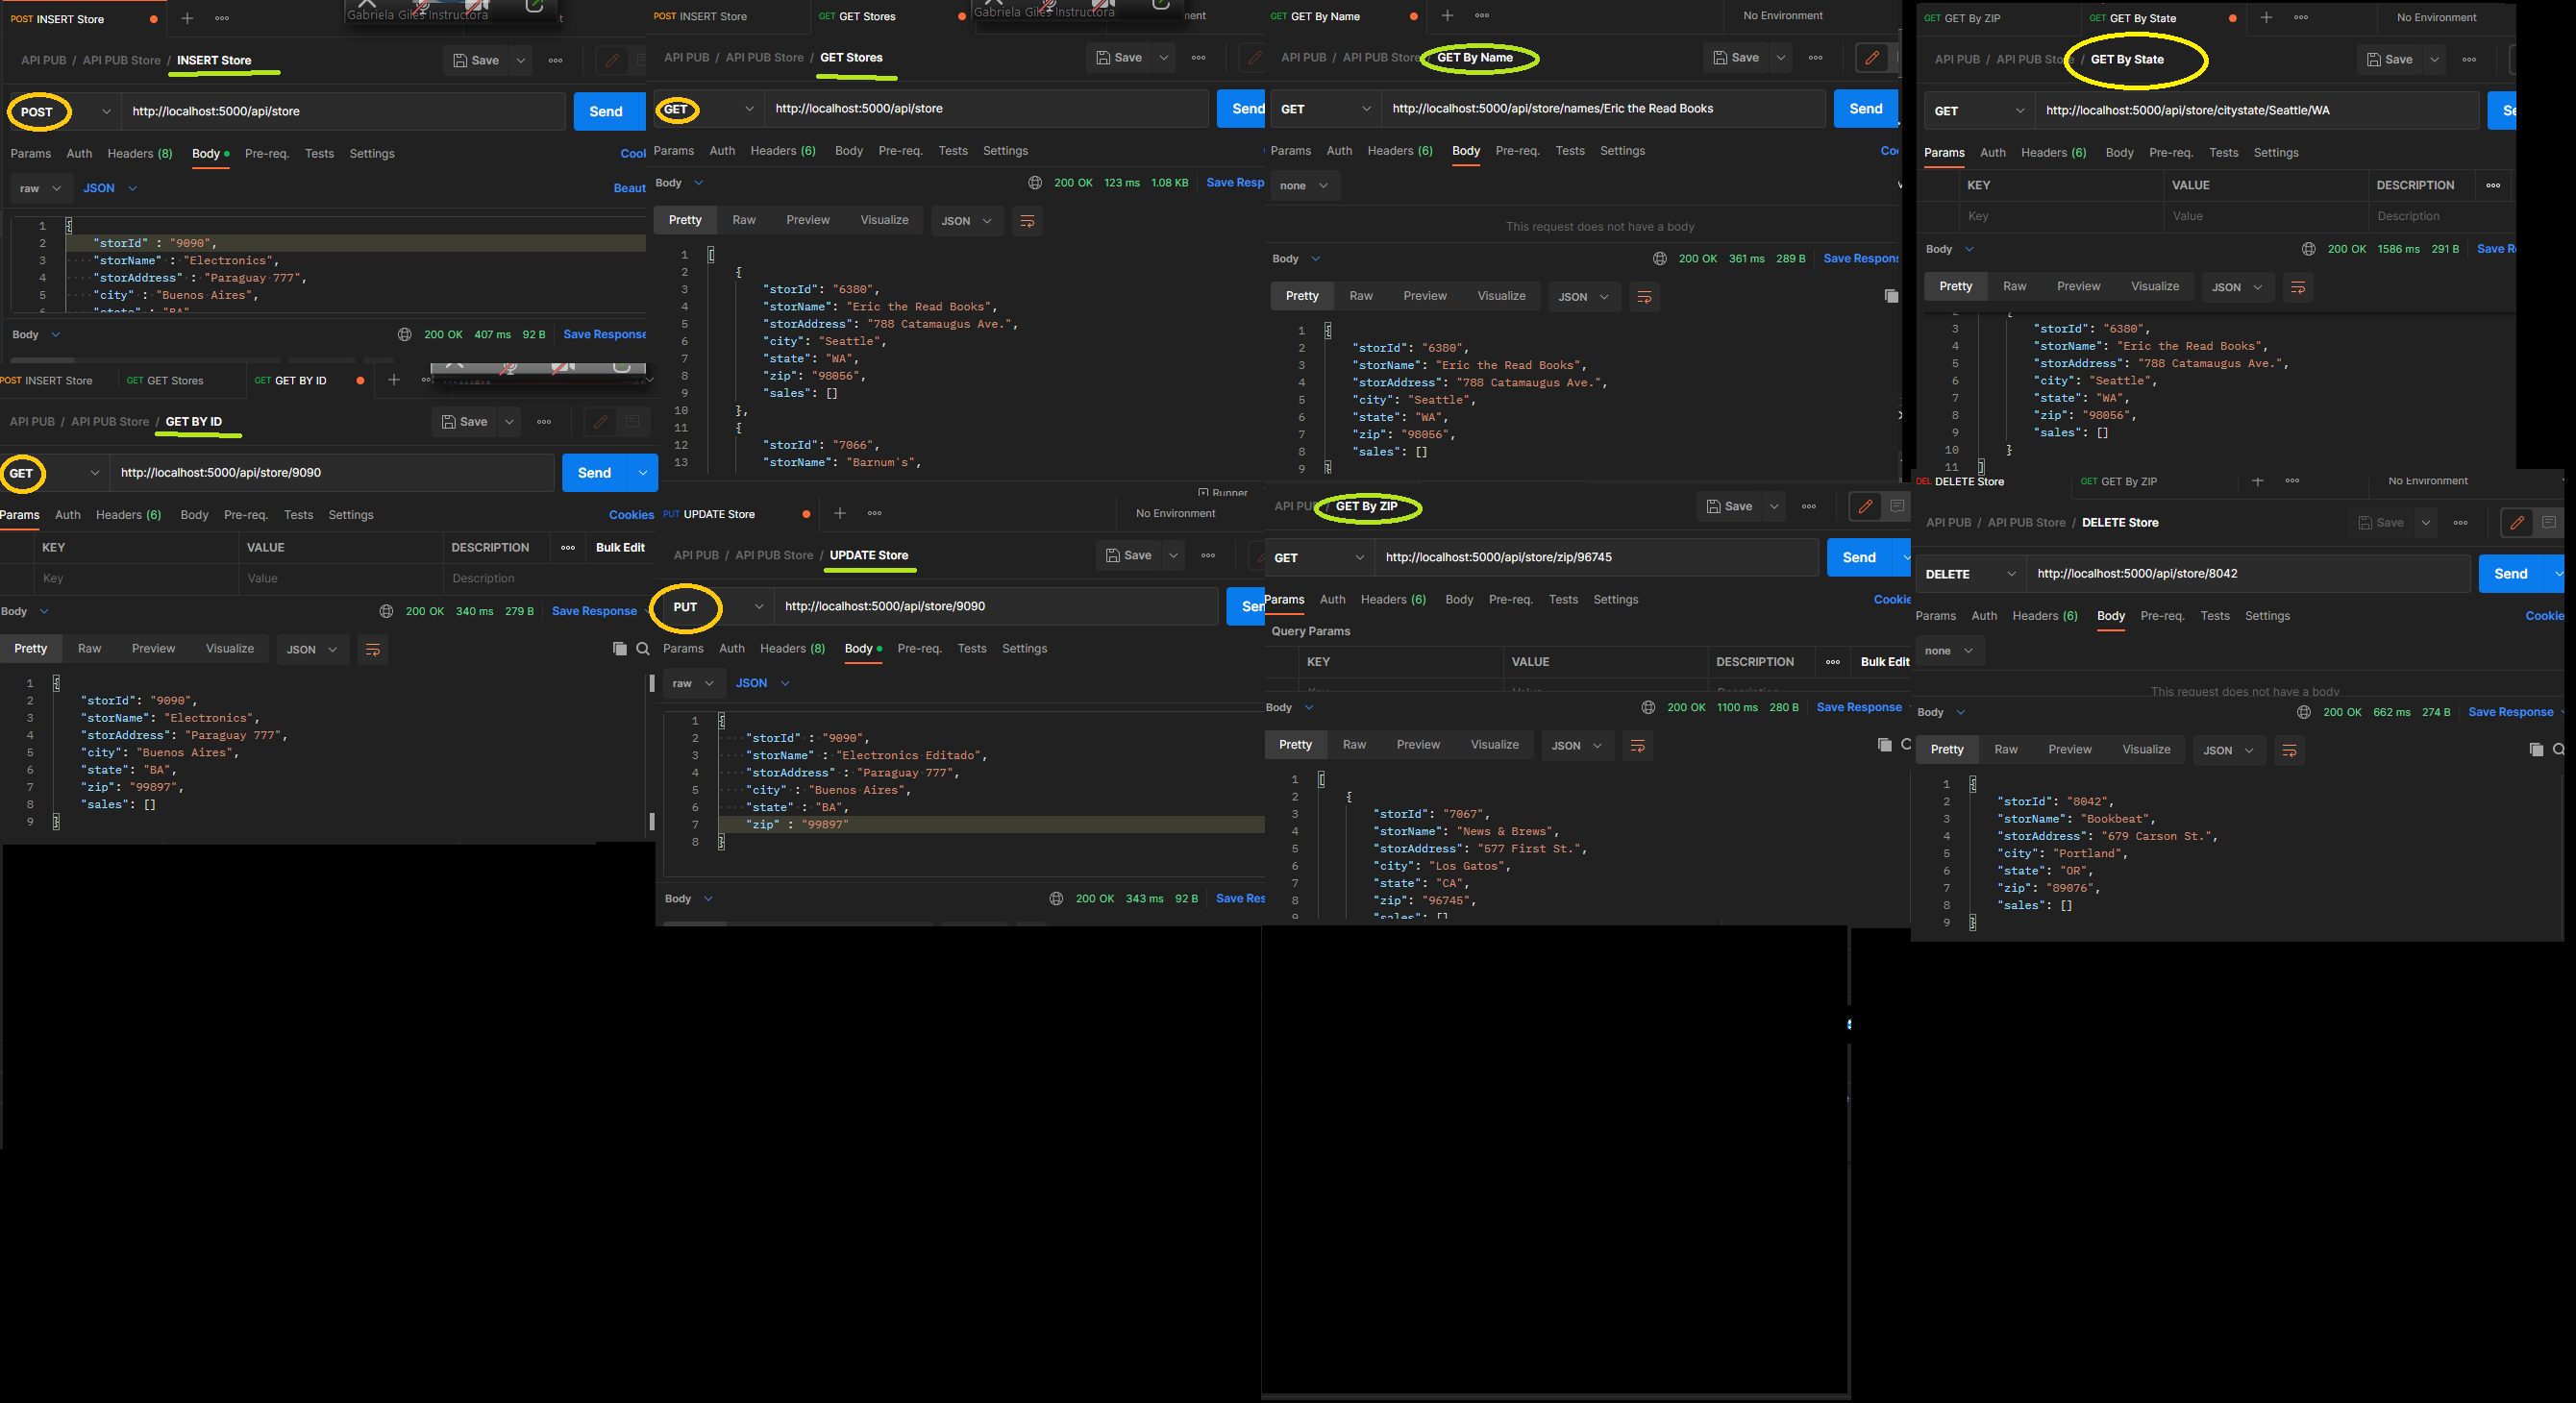 POST INSERT Store
Gabriela Giles Instructora
API PUB / API PUB Store / INSERT Store
Save
POST
http://localhost:5000/api/store
Send
Params Auth Headers (8) Body Pre-req. Tests Settings
raw JSON
1 {
2 "storId" : "9090",
3 "storName" : "Electronics",
4 "storAddress" : "Paraguay 777",
5 "city" : "Buenos Aires",
Body
200 OK 407 ms 92 B Save Response
POST INSERT Store GET GET Stores GET GET BY ID
API PUB / API PUB Store / GET BY ID
Save
GET
http://localhost:5000/api/store/9090
Send
Params Auth Headers (6) Body Pre-req. Tests Settings Cookies
KEY VALUE DESCRIPTION Bulk Edit
Key Value Description
Body
200 OK 340 ms 279 B Save Response
Pretty Raw Preview Visualize JSON
1 {
2 "storId": "9090",
3 "storName": "Electronics",
4 "storAddress": "Paraguay 777",
5 "city": "Buenos Aires",
6 "state": "BA",
7 "zip": "99897",
8 "sales": []
9 }
POST INSERT Store GET GET Stores
Gabriela Giles Instructora
API PUB / API PUB Store / GET Stores
Save
GET
http://localhost:5000/api/store
Send
Params Auth Headers (6) Body Pre-req. Tests Settings
Body
200 OK 123 ms 1.08 KB Save Resp
Pretty Raw Preview Visualize JSON
1 [
2 {
3 "storId": "6380",
4 "storName": "Eric the Read Books",
5 "storAddress": "788 Catamaugus Ave.",
6 "city": "Seattle",
7 "state": "WA",
8 "zip": "98056",
9 "sales": []
10 },
11 {
12 "storId": "7066",
13 "storName": "Barnum's",
Runner
PUT UPDATE Store
No Environment
API PUB / API PUB Store / UPDATE Store
Save
PUT
http://localhost:5000/api/store/9090
Params Auth Headers (8) Body Pre-req. Tests Settings
raw JSON
1 {
2 "storId" : "9090",
3 "storName" : "Electronics Editado",
4 "storAddress" : "Paraguay 777",
5 "city" : "Buenos Aires",
6 "state" : "BA",
7 "zip" : "99897"
8 }
Body
200 OK 343 ms 92 B Save Res
GET GET By Name
No Environment
API PUB / API PUB Store / GET By Name
Save
GET
http://localhost:5000/api/store/names/Eric the Read Books
Send
Params Auth Headers (6) Body Pre-req. Tests Settings
none
This request does not have a body
Body
200 OK 361 ms 289 B Save Respon
Pretty Raw Preview Visualize JSON
1 {
2 "storId": "6380",
3 "storName": "Eric the Read Books",
4 "storAddress": "788 Catamaugus Ave.",
5 "city": "Seattle",
6 "state": "WA",
7 "zip": "98056",
8 "sales": []
9 }
API PU / GET By ZIP
Save
GET
http://localhost:5000/api/store/zip/96745
Send
Params Auth Headers (6) Body Pre-req. Tests Settings Cookie
Query Params
KEY VALUE DESCRIPTION Bulk Edit
Body
200 OK 1100 ms 280 B Save Response
Pretty Raw Preview Visualize JSON
1 [
2 {
3 "storId": "7067",
4 "storName": "News & Brews",
5 "storAddress": "577 First St.",
6 "city": "Los Gatos",
7 "state": "CA",
8 "zip": "96745",
9 "sales": []
GET GET By ZIP GET GET By State
No Environment
API PUB / API PUB Sto / GET By State
Save
GET
http://localhost:5000/api/store/citystate/Seattle/WA
Params Auth Headers (6) Body Pre-req. Tests Settings
KEY VALUE DESCRIPTION
Key Value Description
Body
200 OK 1586 ms 291 B Save R
Pretty Raw Preview Visualize JSON
2 {
3 "storId": "6380",
4 "storName": "Eric the Read Books",
5 "storAddress": "788 Catamaugus Ave.",
6 "city": "Seattle",
7 "state": "WA",
8 "zip": "98056",
9 "sales": []
10 }
11 ]
DEL DELETE Store GET GET By ZIP
No Environment
API PUB / API PUB Store / DELETE Store
Save
DELETE
http://localhost:5000/api/store/8042
Send
Params Auth Headers (6) Body Pre-req. Tests Settings Cookie
none
This request does not have a body
Body
200 OK 662 ms 274 B Save Response
Pretty Raw Preview Visualize JSON
1 {
2 "storId": "8042",
3 "storName": "Bookbeat",
4 "storAddress": "679 Carson St.",
5 "city": "Portland",
6 "state": "OR",
7 "zip": "89076",
8 "sales": []
9 }